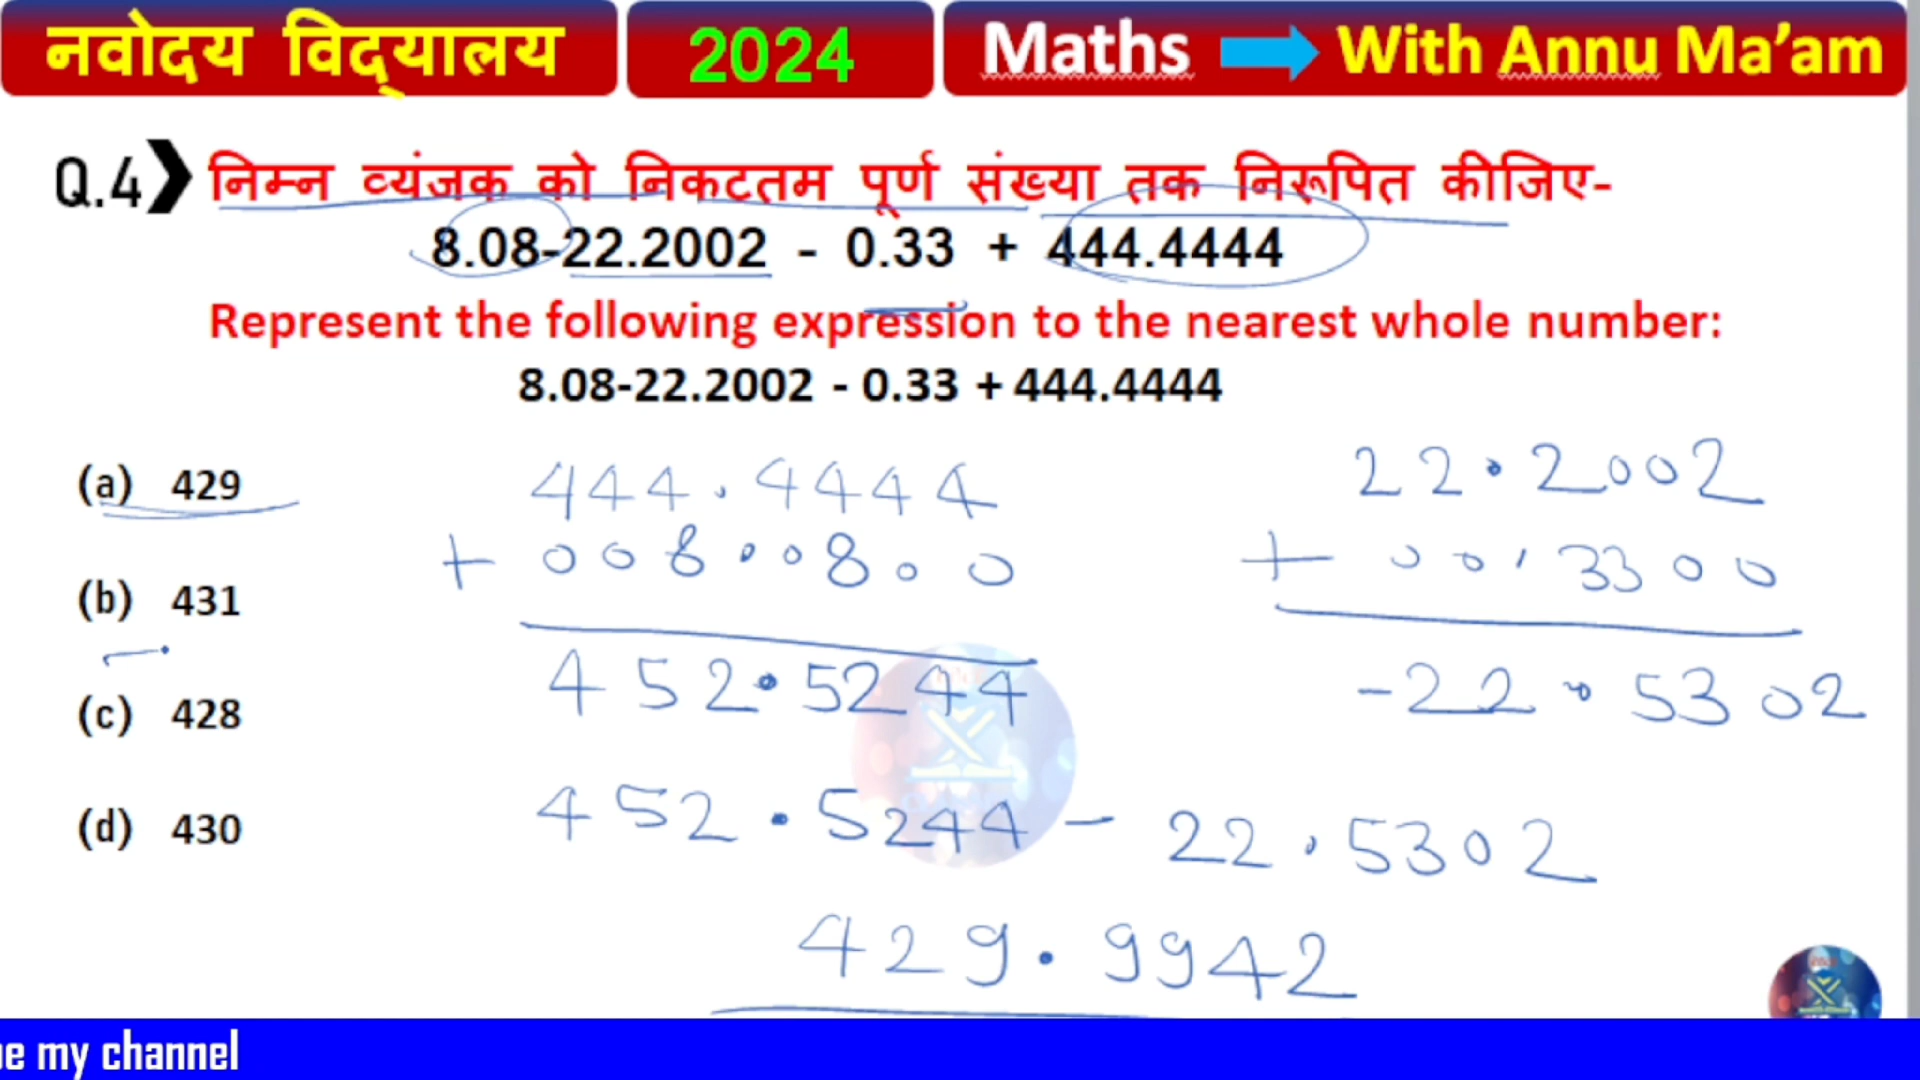 नवोदय विद्यालय 2024 Maths With Annu Ma’am
Q.4 निम्न व्यंजक को निकटतम पूर्ण संख्या तक निरूपित कीजिए-
8.08-22.2002 - 0.33 + 444.4444
Represent the following expression to the nearest whole number:
8.08-22.2002 - 0.33 + 444.4444
(a) 429
(b) 431
(c) 428
(d) 430
444.4444
+ 008.0800
452.5244
22.2002
+ 00.3300
-22.5302
452.5244 - 22.5302
429.9942
my channel